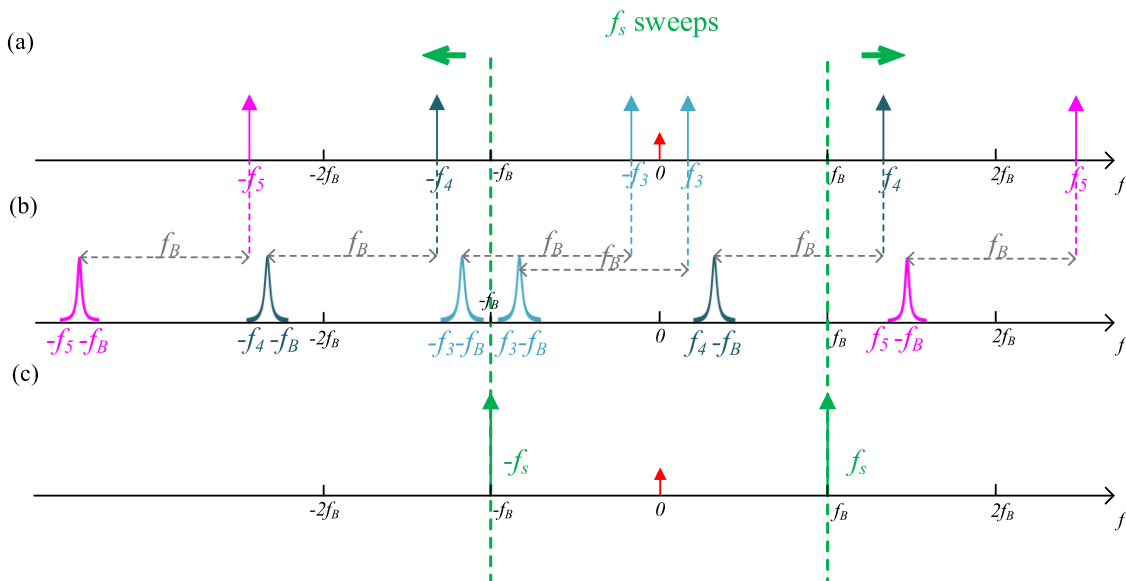 f_s sweeps
(a)
-2f_B -f_B 0 f_B 2f_B
-f_5 -f_4 -f_3 f_3 f_4 f_5 f
(b)
f_B f_B f_B f_B f_B f_B
-f_B
-2f_B 0 f_B 2f_B f
-f_5 -f_B -f_4 -f_B -f_3-f_B f_3-f_B f_4 -f_B f_5 -f_B
(c)
-f_s f_s
-2f_B -f_B 0 f_B 2f_B f